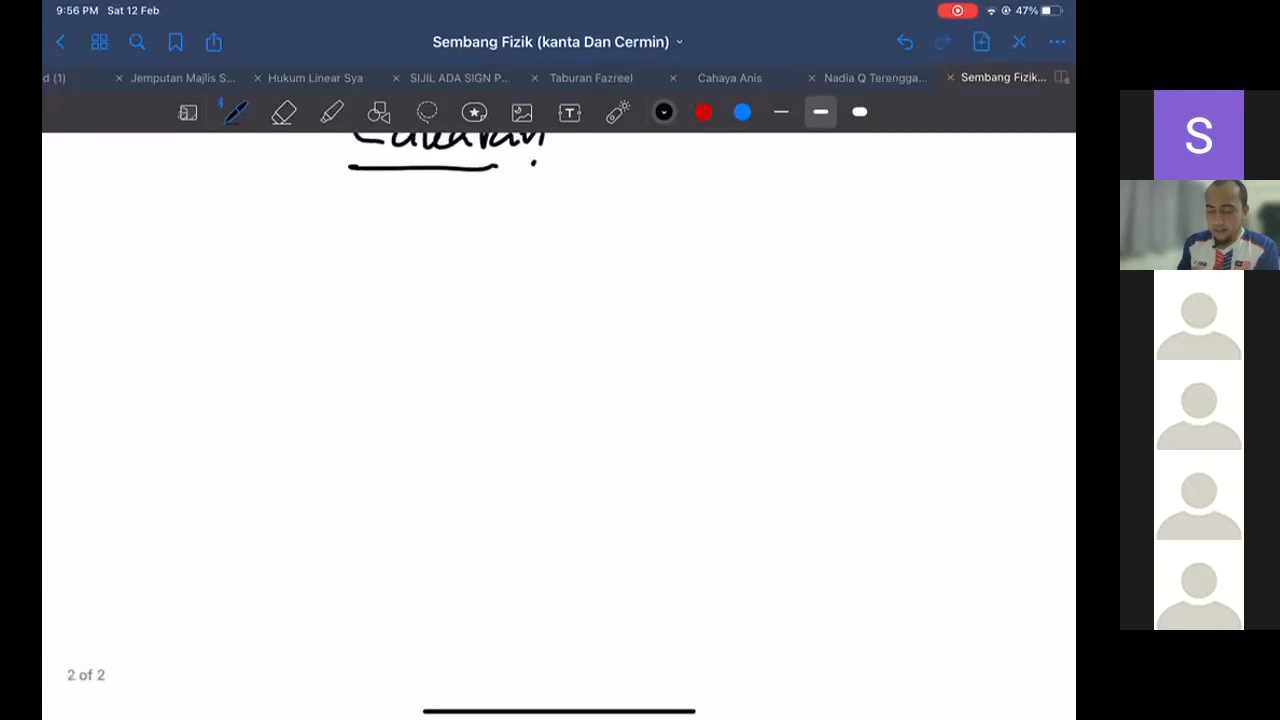 9:56 PM Sat 12 Feb
47%
Sembang Fizik (kanta Dan Cermin)
d (1)
Jemputan Majlis S...
Hukum Linear Sya
SIJIL ADA SIGN P...
Taburan Fazreel
Cahaya Anis
Nadia Q Terengga...
Sembang Fizik...
T
S
2 of 2